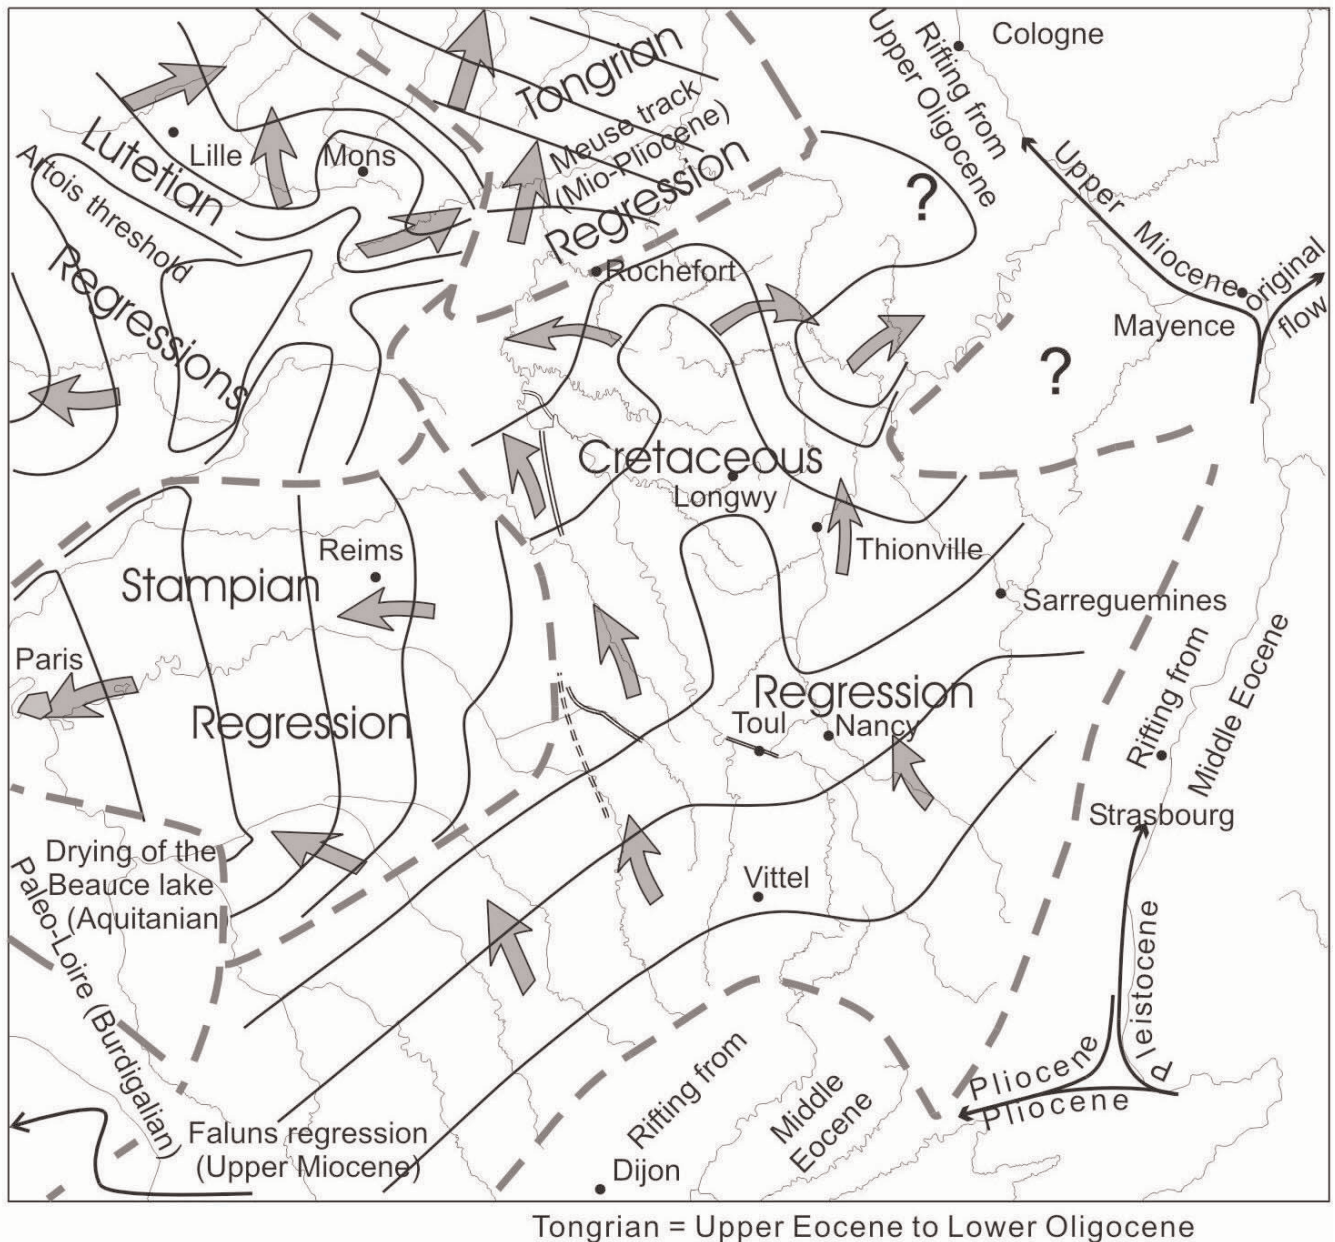 Cologne
Rifting from
Upper Oligocene
Tongrian
Meuse track
(Mio-Pliocene)
Regression
Lille
Mons
Lutetian
Artois threshold
Regressions
?
Upper Miocene
original
flow
Rochefort
Mayence
?
Cretaceous
Longwy
Reims
Thionville
Stampian
Sarreguemines
Paris
Regression
Regression
Toul
Nancy
Rifting from
Middle Eocene
Strasbourg
Drying of the
Beauce lake
(Aquitanian)
Vittel
Paleo-Loire (Burdigalian)
Pleistocene
Pliocene
Pliocene
Rifting from
Middle
Eocene
Faluns regression
(Upper Miocene)
Dijon
Tongrian = Upper Eocene to Lower Oligocene